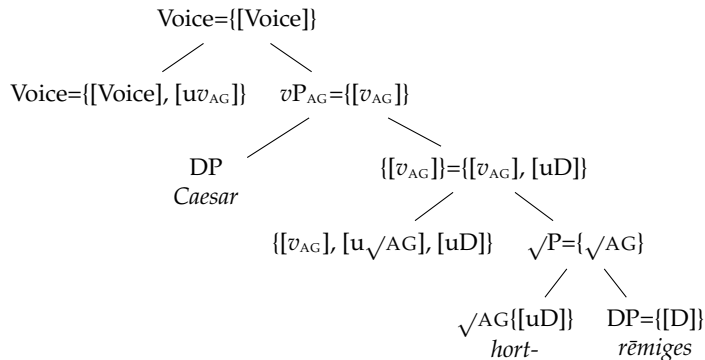 Voice={[Voice]}
Voice={[Voice], [uvAG]} vPAG={[vAG]}
DP {[vAG]}={[vAG], [uD]}
Caesar
{[vAG], [u√AG], [uD]} √P={√AG}
√AG{[uD]} DP={[D]}
hort- rēmiges